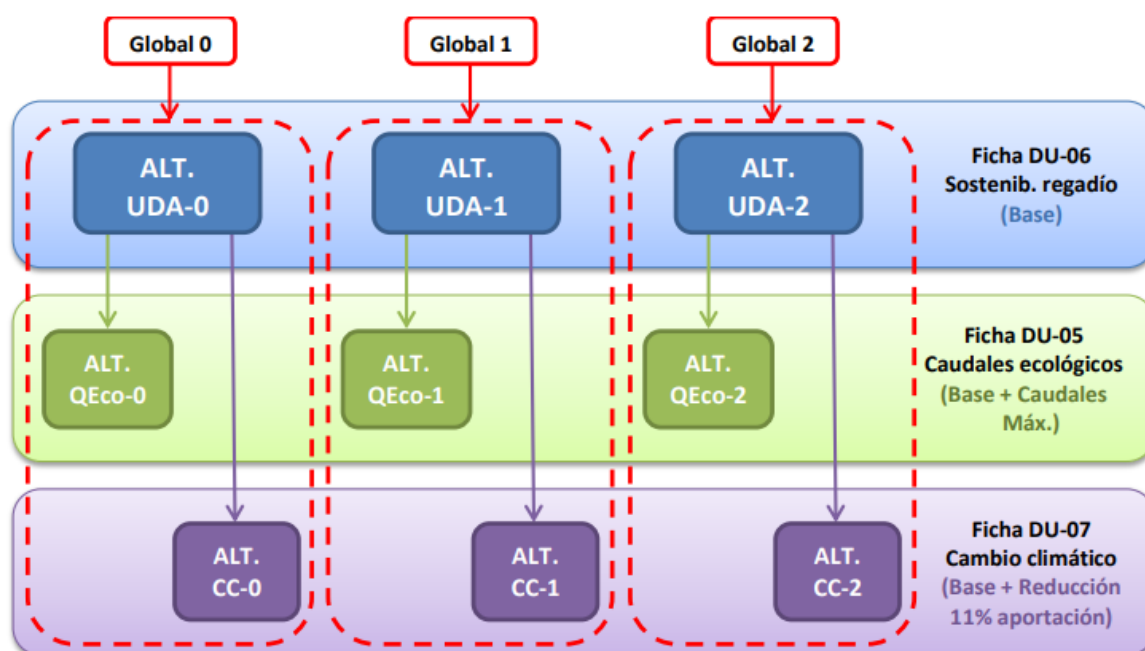 Global 0
Global 1
Global 2
ALT.
UDA-0
ALT.
UDA-1
ALT.
UDA-2
Ficha DU-06
Sostenib. regadío
(Base)
ALT.
QEco-0
ALT.
QEco-1
ALT.
QEco-2
Ficha DU-05
Caudales ecológicos
(Base + Caudales
Máx.)
ALT.
CC-0
ALT.
CC-1
ALT.
CC-2
Ficha DU-07
Cambio climático
(Base + Reducción
11% aportación)